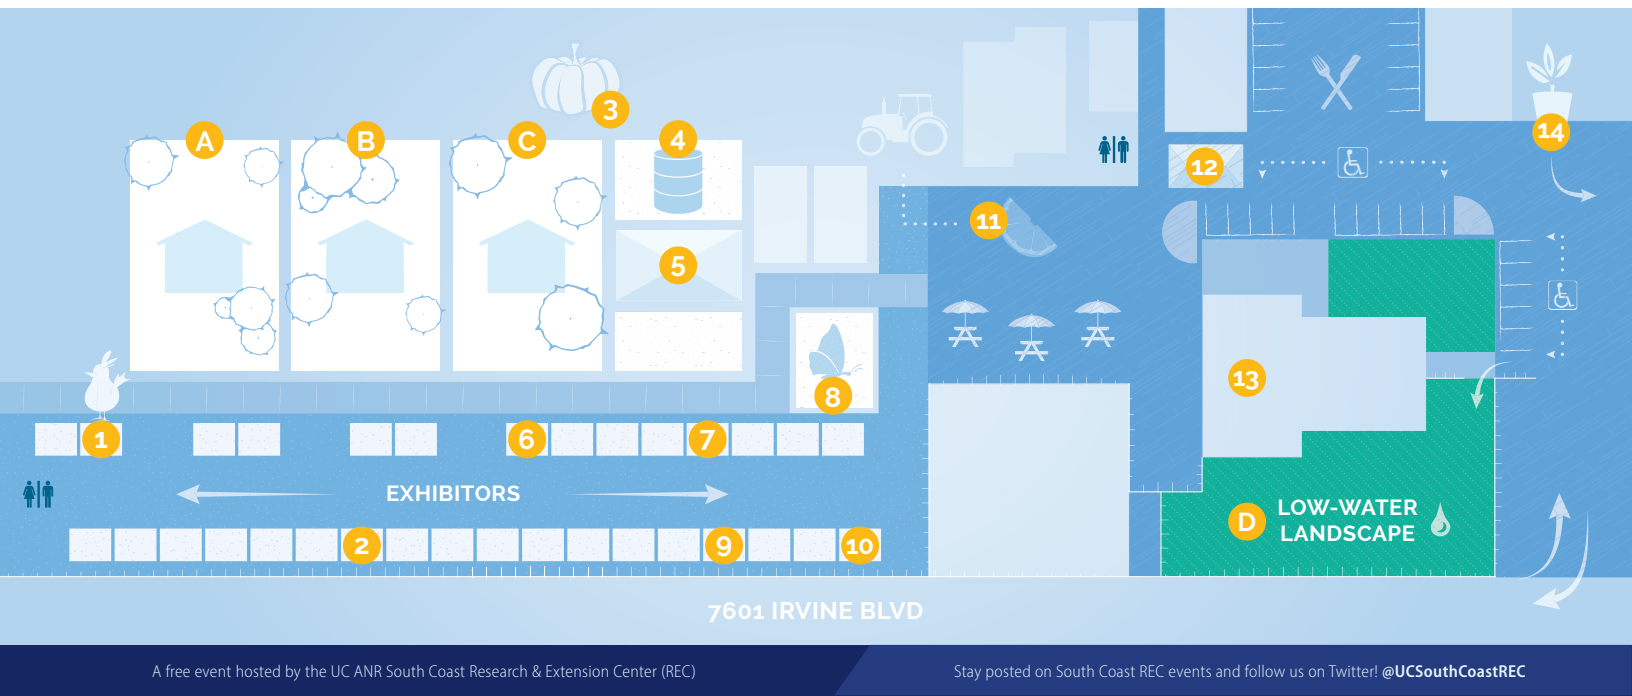 3
A
B
C
4
14
12
11
5
13
8
1
6
7
EXHIBITORS
D
LOW-WATER
LANDSCAPE
2
9
10
7601 IRVINE BLVD
A free event hosted by the UC ANR South Coast Research & Extension Center (REC)
Stay posted on South Coast REC events and follow us on Twitter! @UCSouthCoastREC